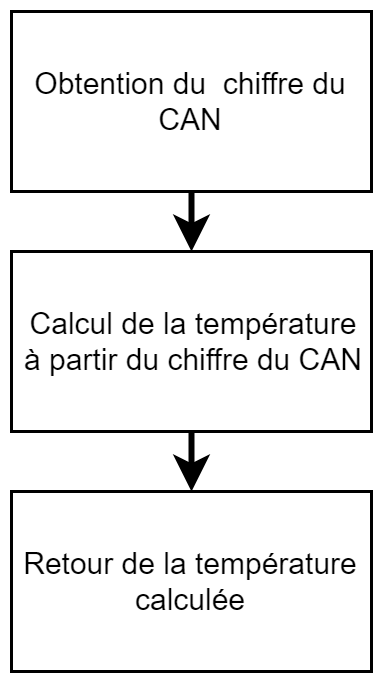 Obtention du chiffre du
CAN
Calcul de la température
à partir du chiffre du CAN
Retour de la température
calculée